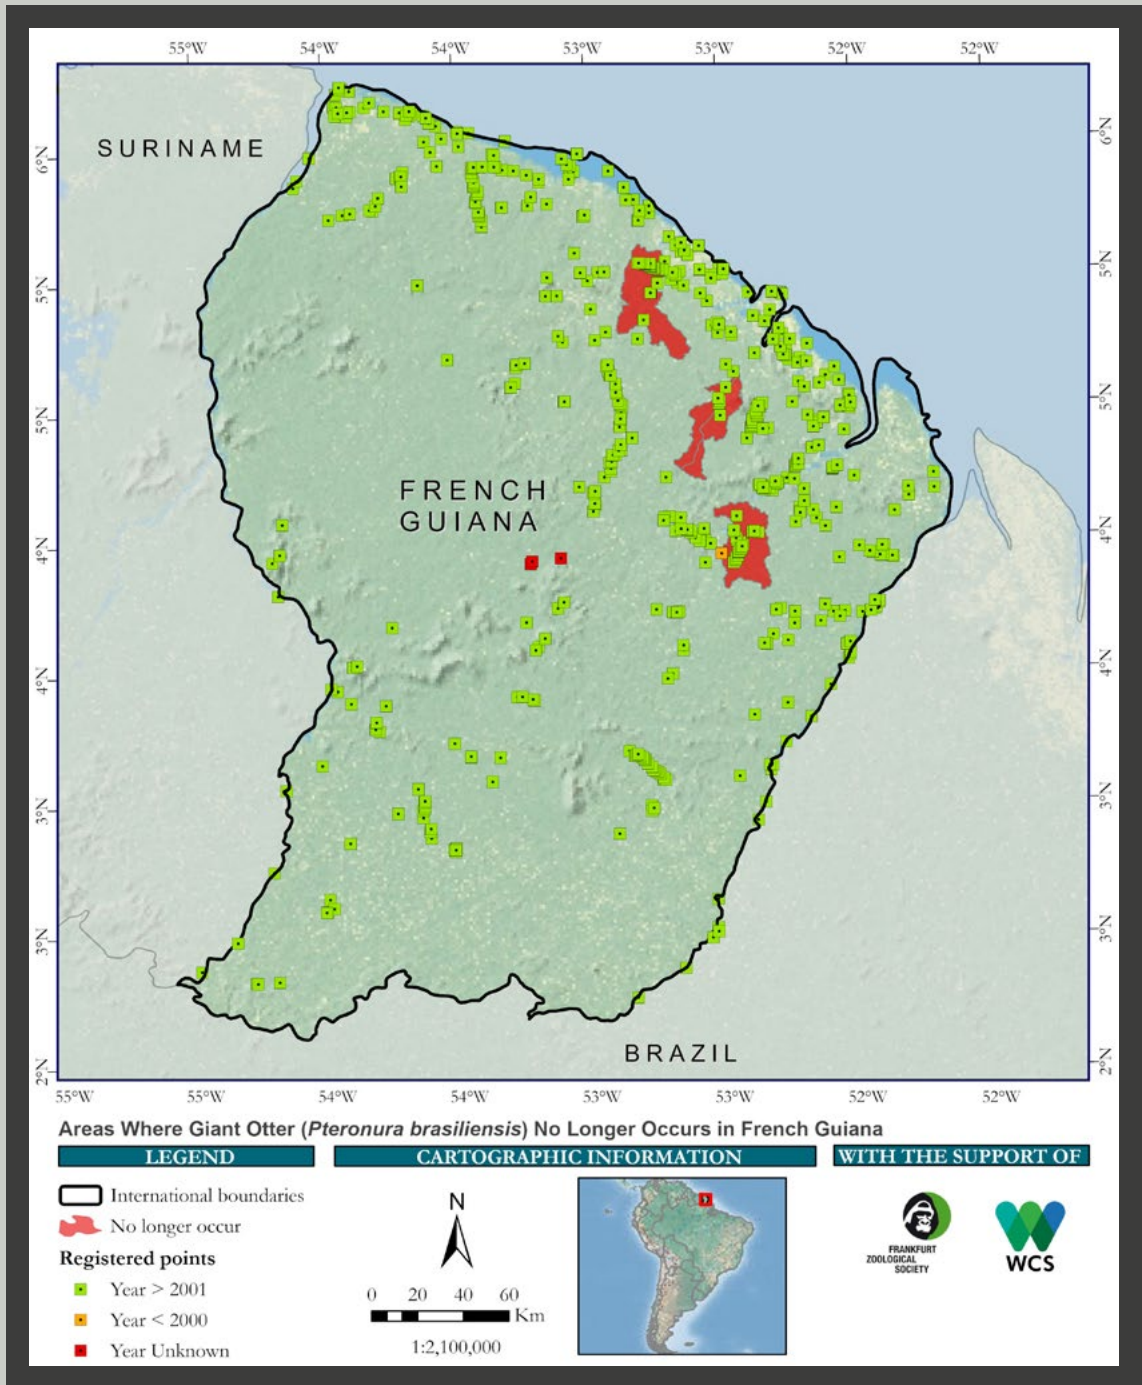 55°W 54°W 54°W 53°W 53°W 52°W 52°W
SURINAME
6°N
6°N
5°N
5°N
5°N
5°N
FRENCH
GUIANA
4°N
4°N
4°N
4°N
3°N
3°N
3°N
3°N
BRAZIL
2°N
2°N
55°W 55°W 54°W 54°W 53°W 53°W 52°W 52°W
Areas Where Giant Otter (Pteronura brasiliensis) No Longer Occurs in French Guiana
LEGEND
CARTOGRAPHIC INFORMATION
WITH THE SUPPORT OF
International boundaries
No longer occur
Registered points
Year > 2001
Year < 2000
Year Unknown
N
0 20 40 60
Km
1:2,100,000
FRANKFURT
ZOOLOGICAL
SOCIETY
WCS